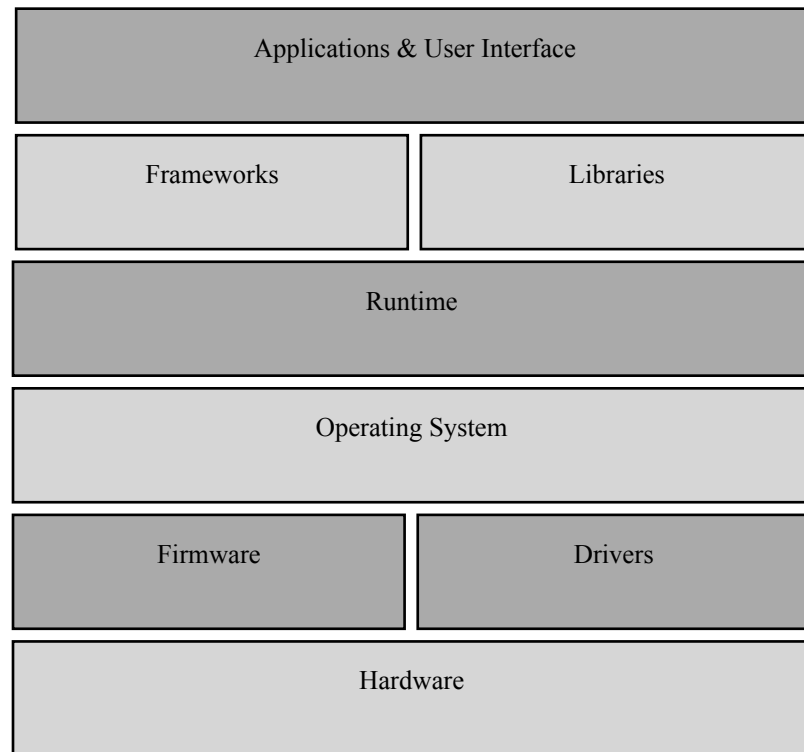 Applications & User Interface
Frameworks
Libraries
Runtime
Operating System
Firmware
Drivers
Hardware